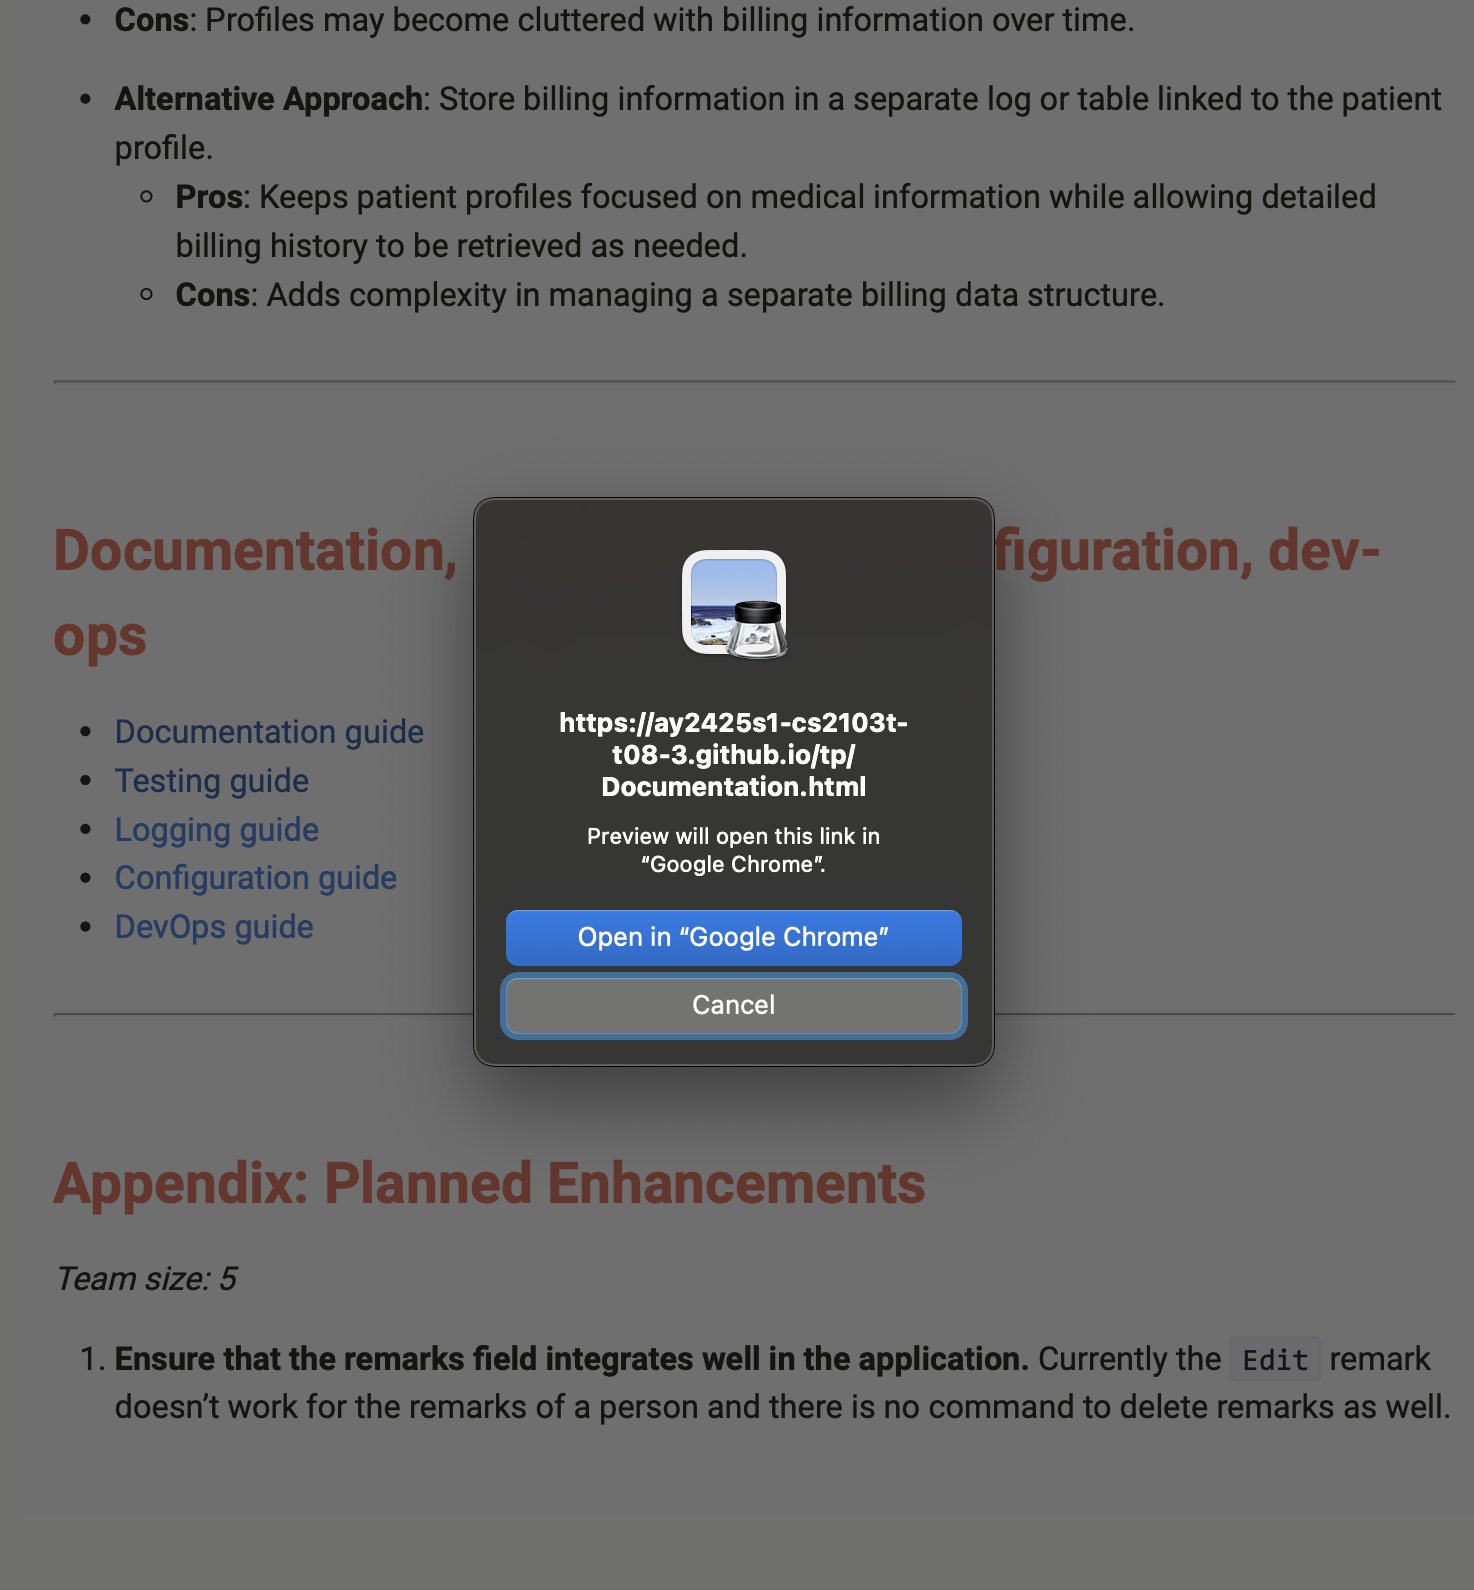 • Cons: Profiles may become cluttered with billing information over time.
• Alternative Approach: Store billing information in a separate log or table linked to the patient
profile.
◦ Pros: Keeps patient profiles focused on medical information while allowing detailed
billing history to be retrieved as needed.
◦ Cons: Adds complexity in managing a separate billing data structure.
Documentation, figuration, dev-
ops
• Documentation guide
• Testing guide
• Logging guide
• Configuration guide
• DevOps guide
https://ay2425s1-cs2103t-
t08-3.github.io/tp/
Documentation.html
Preview will open this link in
“Google Chrome”.
Open in “Google Chrome”
Cancel
Appendix: Planned Enhancements
Team size: 5
1. Ensure that the remarks field integrates well in the application. Currently the Edit remark
doesn’t work for the remarks of a person and there is no command to delete remarks as well.